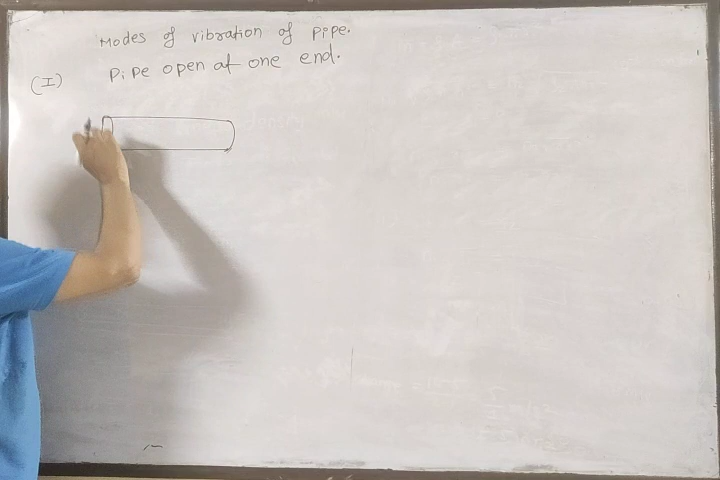 Modes of vibration of Pipe.
(I) Pipe open at one end.